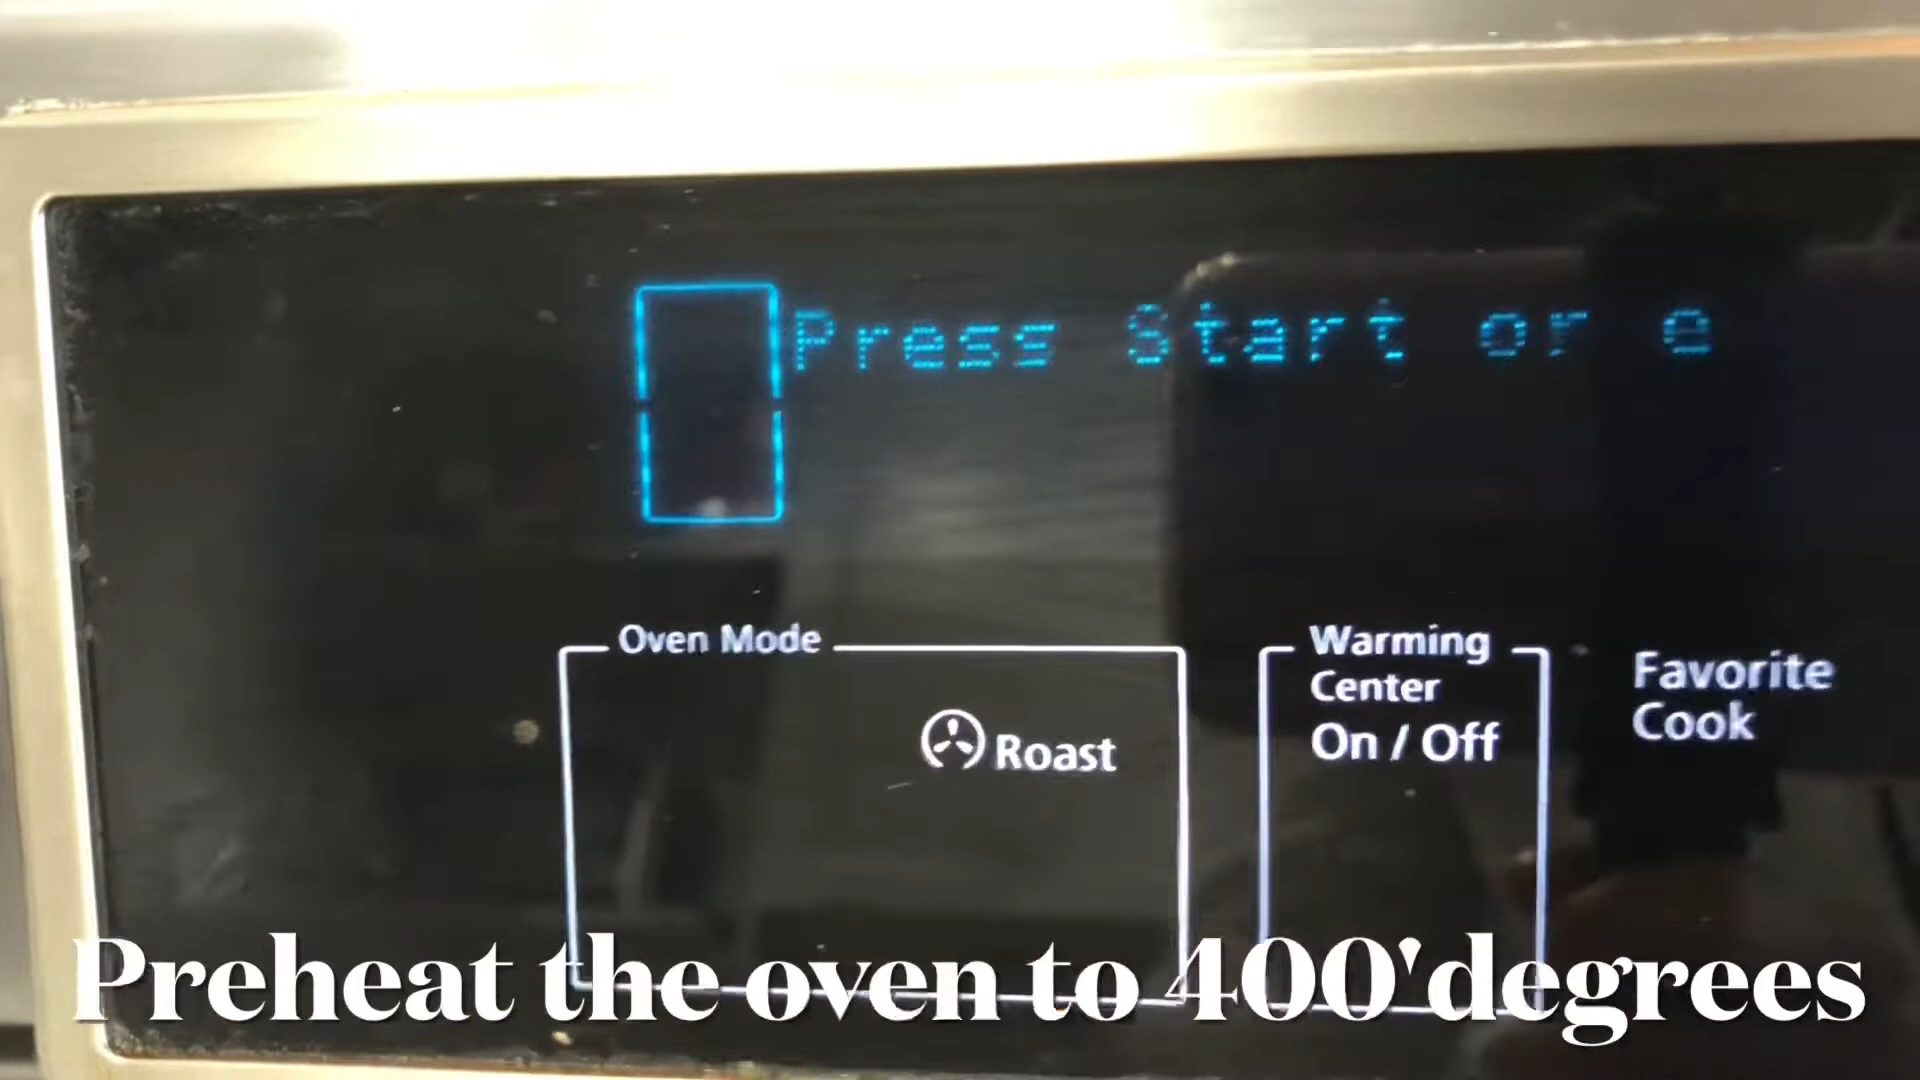 Press Start or e
Oven Mode
Roast
Warming
Center
On / Off
Favorite
Cook
Preheat the oven to 400'degrees